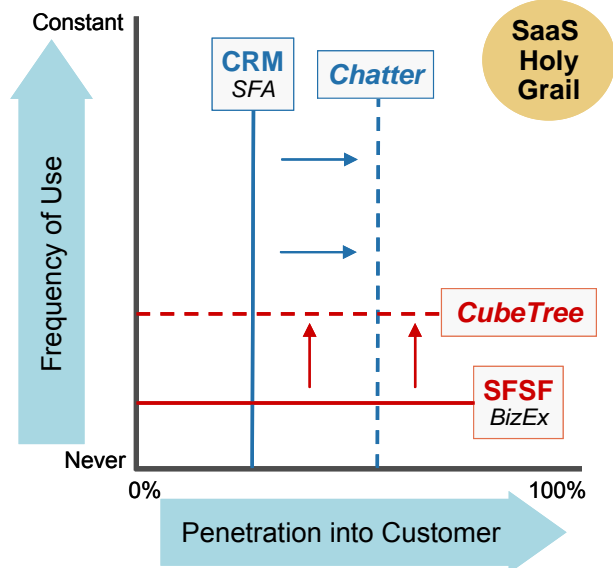 Constant
CRM
SFA
Chatter
SaaS
Holy
Grail
Frequency of Use
CubeTree
SFSF
BizEx
Never
0%
100%
Penetration into Customer